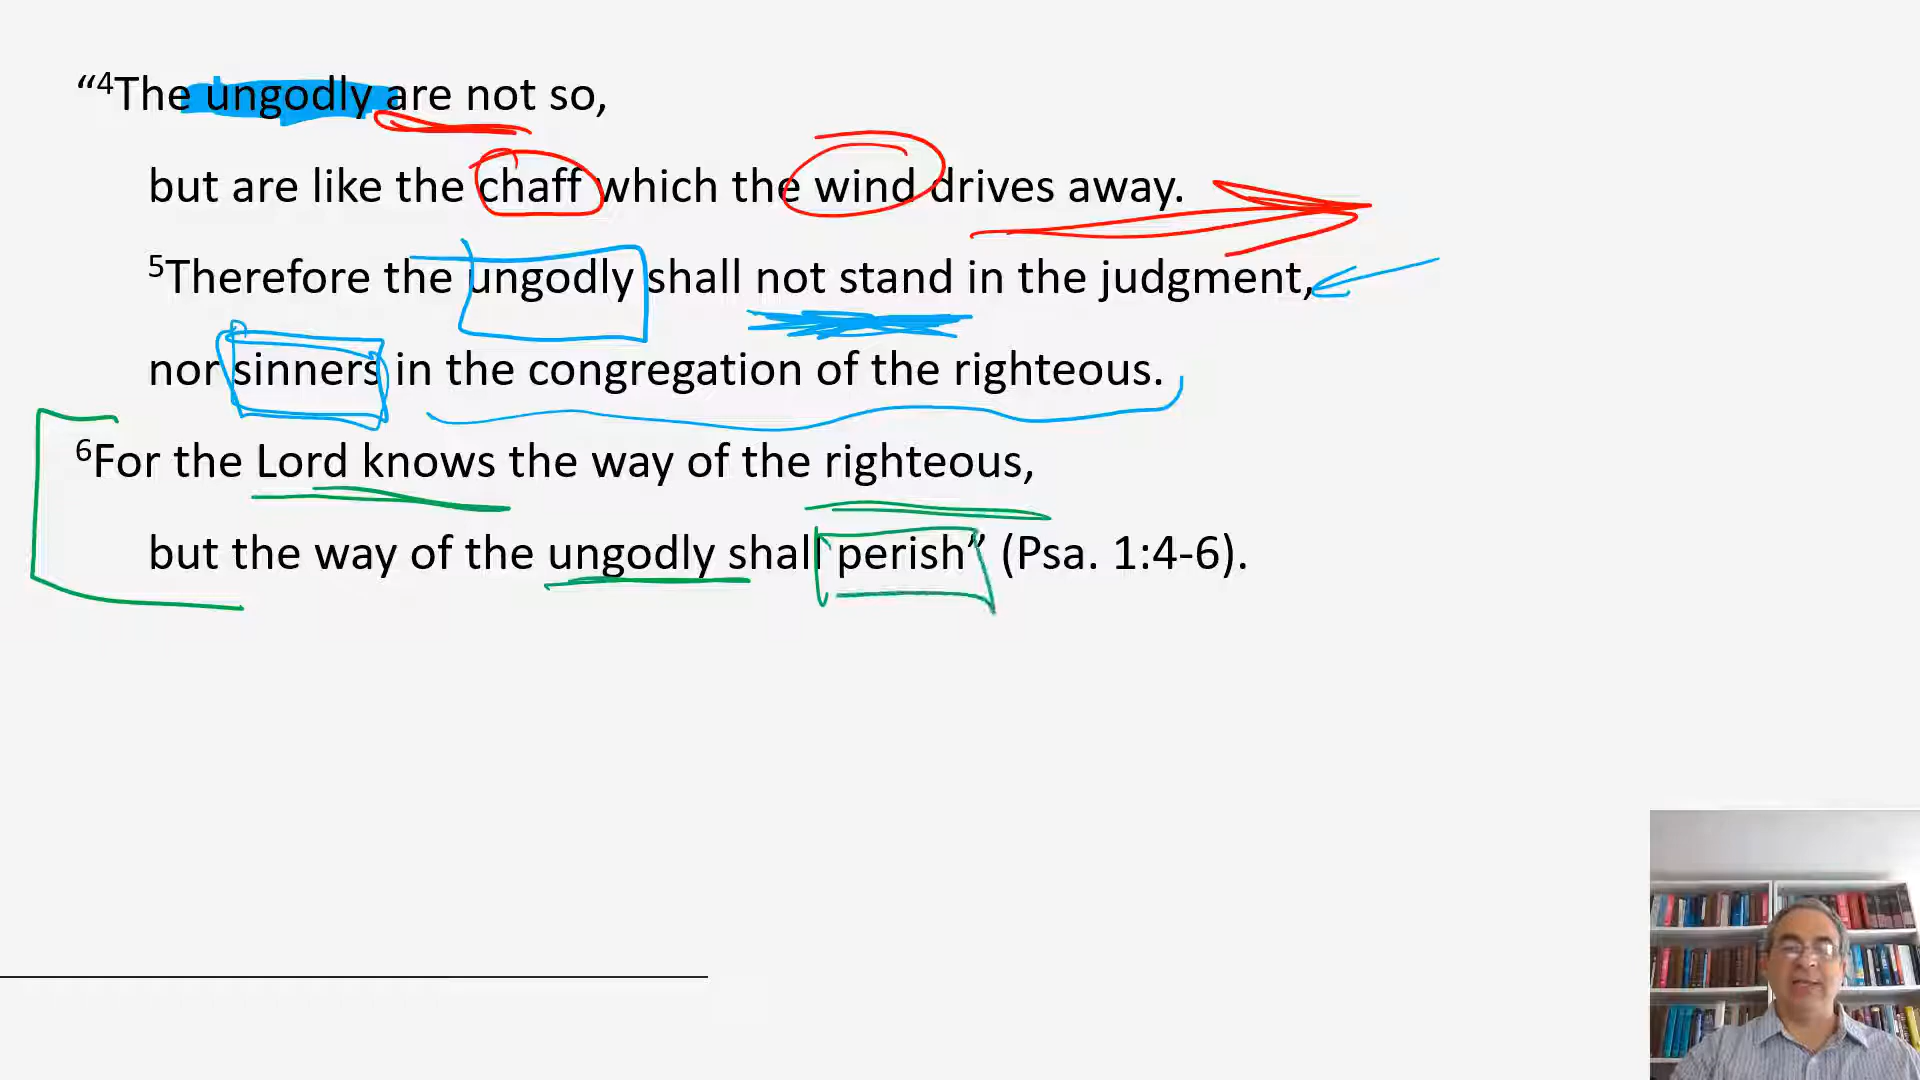 “⁴The ungodly are not so,
but are like the chaff which the wind drives away.
⁵Therefore the ungodly shall not stand in the judgment,
nor sinners in the congregation of the righteous.
⁶For the Lord knows the way of the righteous,
but the way of the ungodly shall perish” (Psa. 1:4-6).